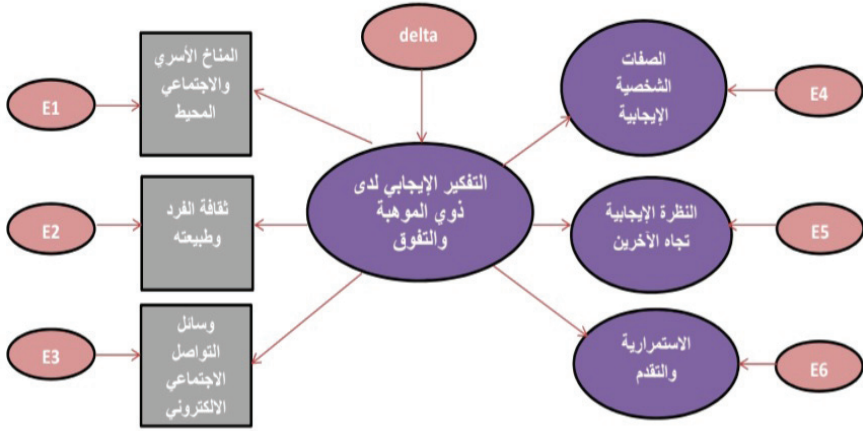 delta
الصفات
الشخصية
الإيجابية
E4
المناخ الأسري
والاجتماعي
المحيط
E1
التفكير الإيجابي لدى
ذوي الموهبة
والتفوق
النظرة الإيجابية
تجاه الآخرين
E5
ثقافة الفرد
وطبيعته
E2
الاستمرارية
والتقدم
E6
وسائل
التواصل
الاجتماعي
الالكتروني
E3